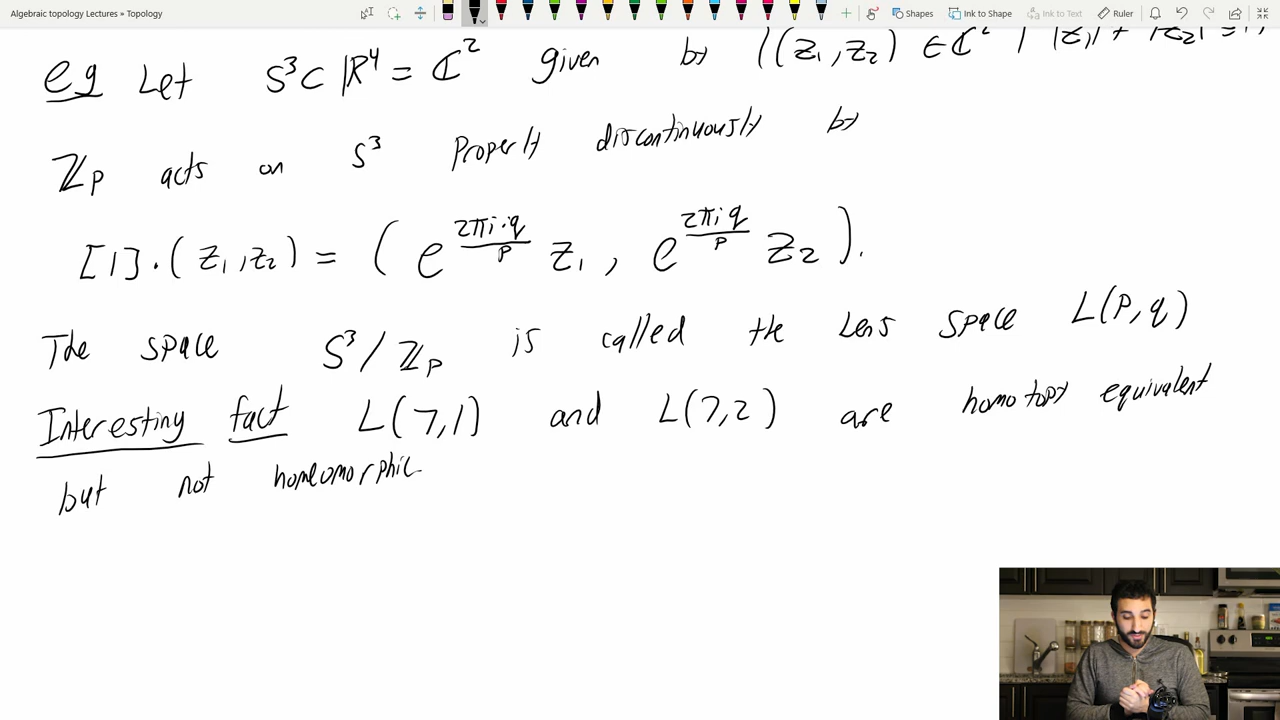 Algebraic topology Lectures » Topology
Shapes Ink to Shape Ink to Text Ruler
eg Let S³ ⊂ ℝ⁴ = ℂ² given by {(z₁,z₂) ∈ ℂ² | |z₁| + |z₂| = 1,
ℤp acts on S³ Properly discontinuously by
[1]·(z₁,z₂) = (e^{2πi·q/p} z₁, e^{2πiq/p} z₂).
The space S³/ℤp is called the Lens space L(P,q)
Interesting fact L(7,1) and L(7,2) are homotopy equivalent
but not homeomorphic